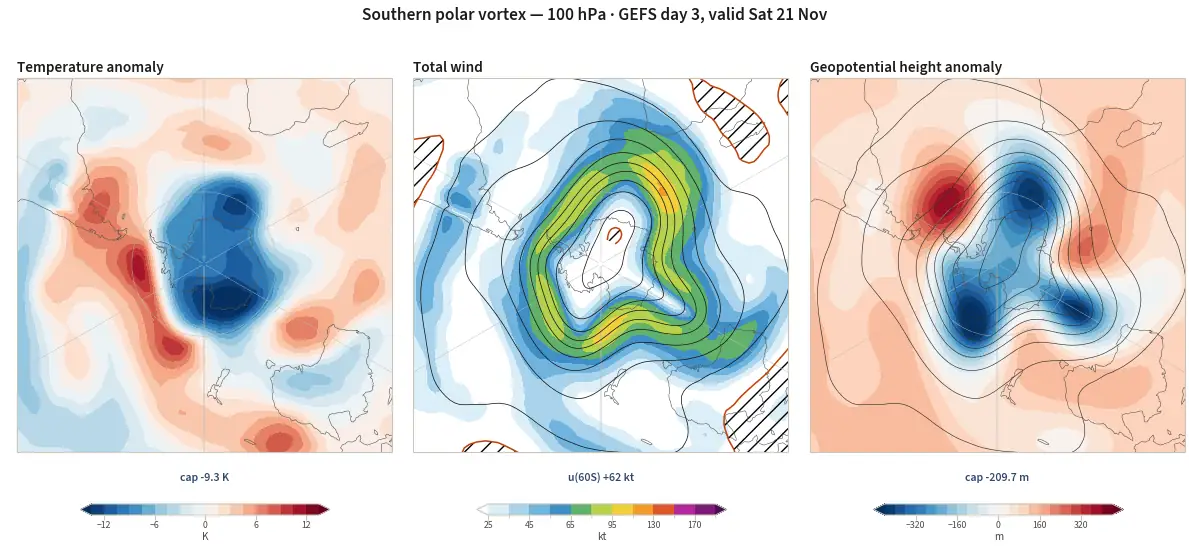 Southern polar vortex — 100 hPa · GEFS day 3, valid Sat 21 Nov
Temperature anomaly
Total wind
Geopotential height anomaly
cap -9.3 K
u(60S) +62 kt
cap -209.7 m
−12 −6 0 6 12
K
25 45 65 95 130 170
kt
−320 −160 0 160 320
m